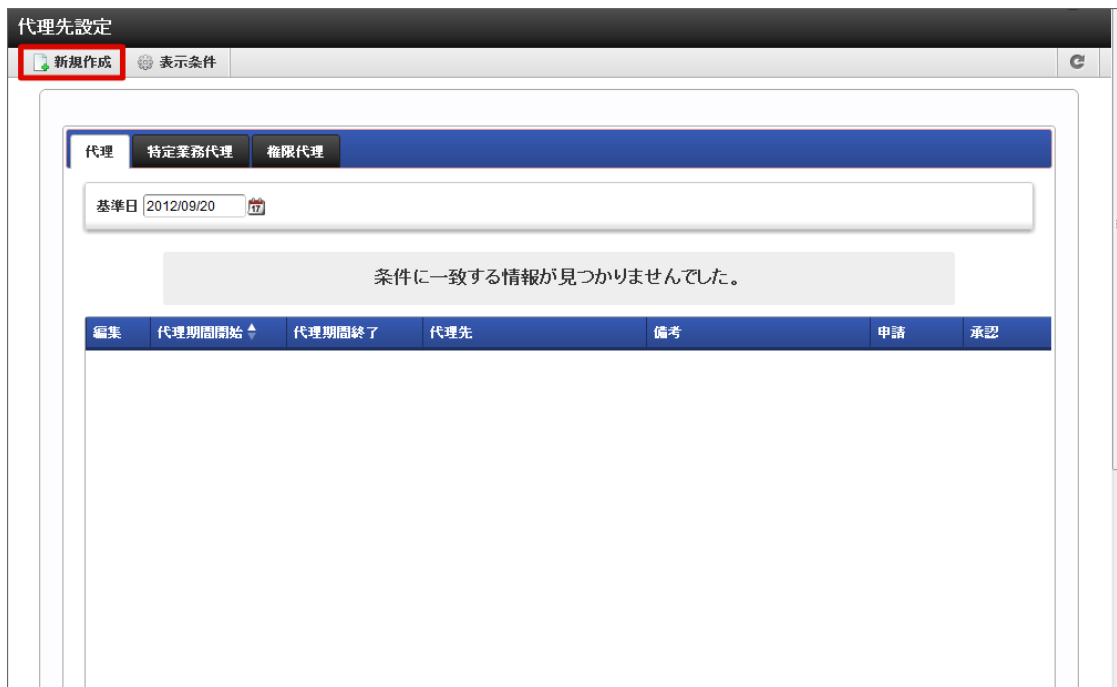 代理先設定
新規作成 表示条件
代理 特定業務代理 権限代理
基準日 2012/09/20 17
条件に一致する情報が見つかりませんでした。
編集 代理期間開始 代理期間終了 代理先 備考 申請 承認